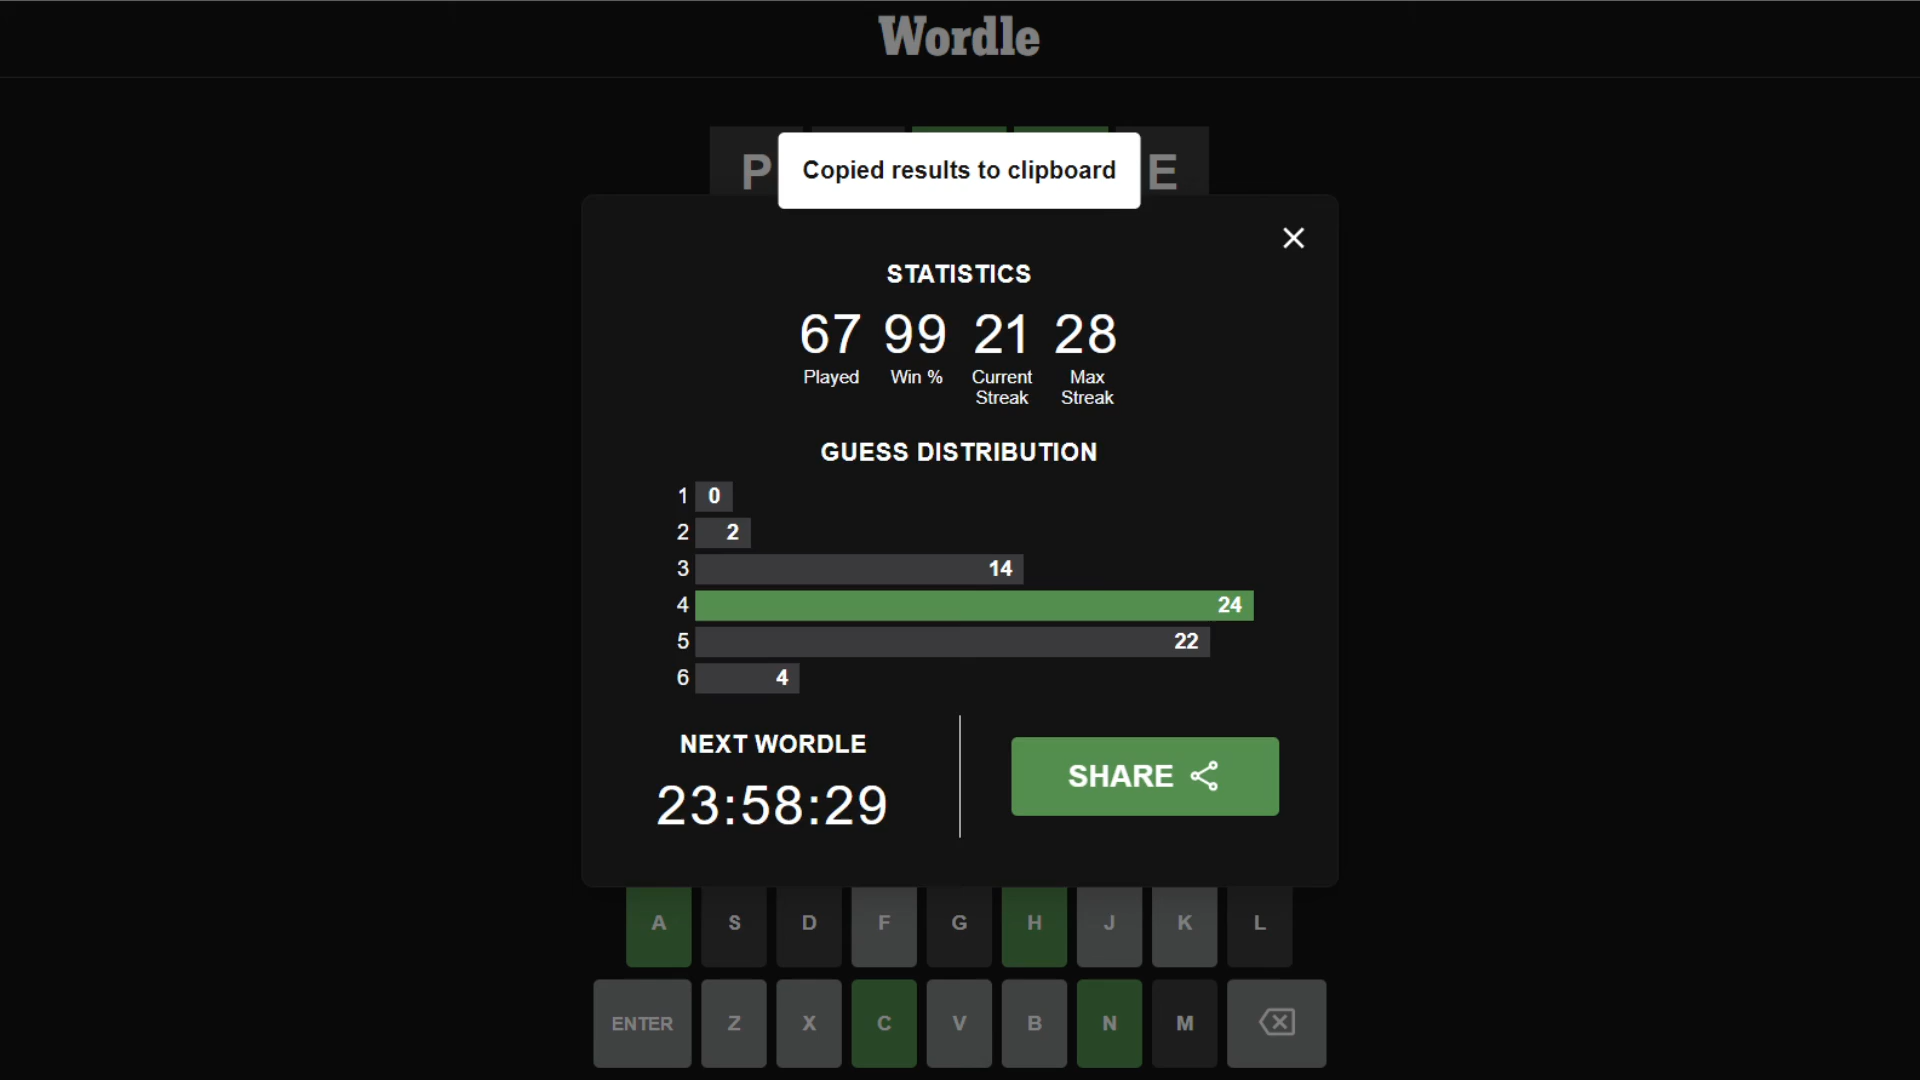 Wordle
P E
Copied results to clipboard
STATISTICS
67 99 21 28
Played Win % Current Streak Max Streak
GUESS DISTRIBUTION
1 0
2 2
3 14
4 24
5 22
6 4
NEXT WORDLE
23:58:29
SHARE
A S D F G H J K L
ENTER Z X C V B N M